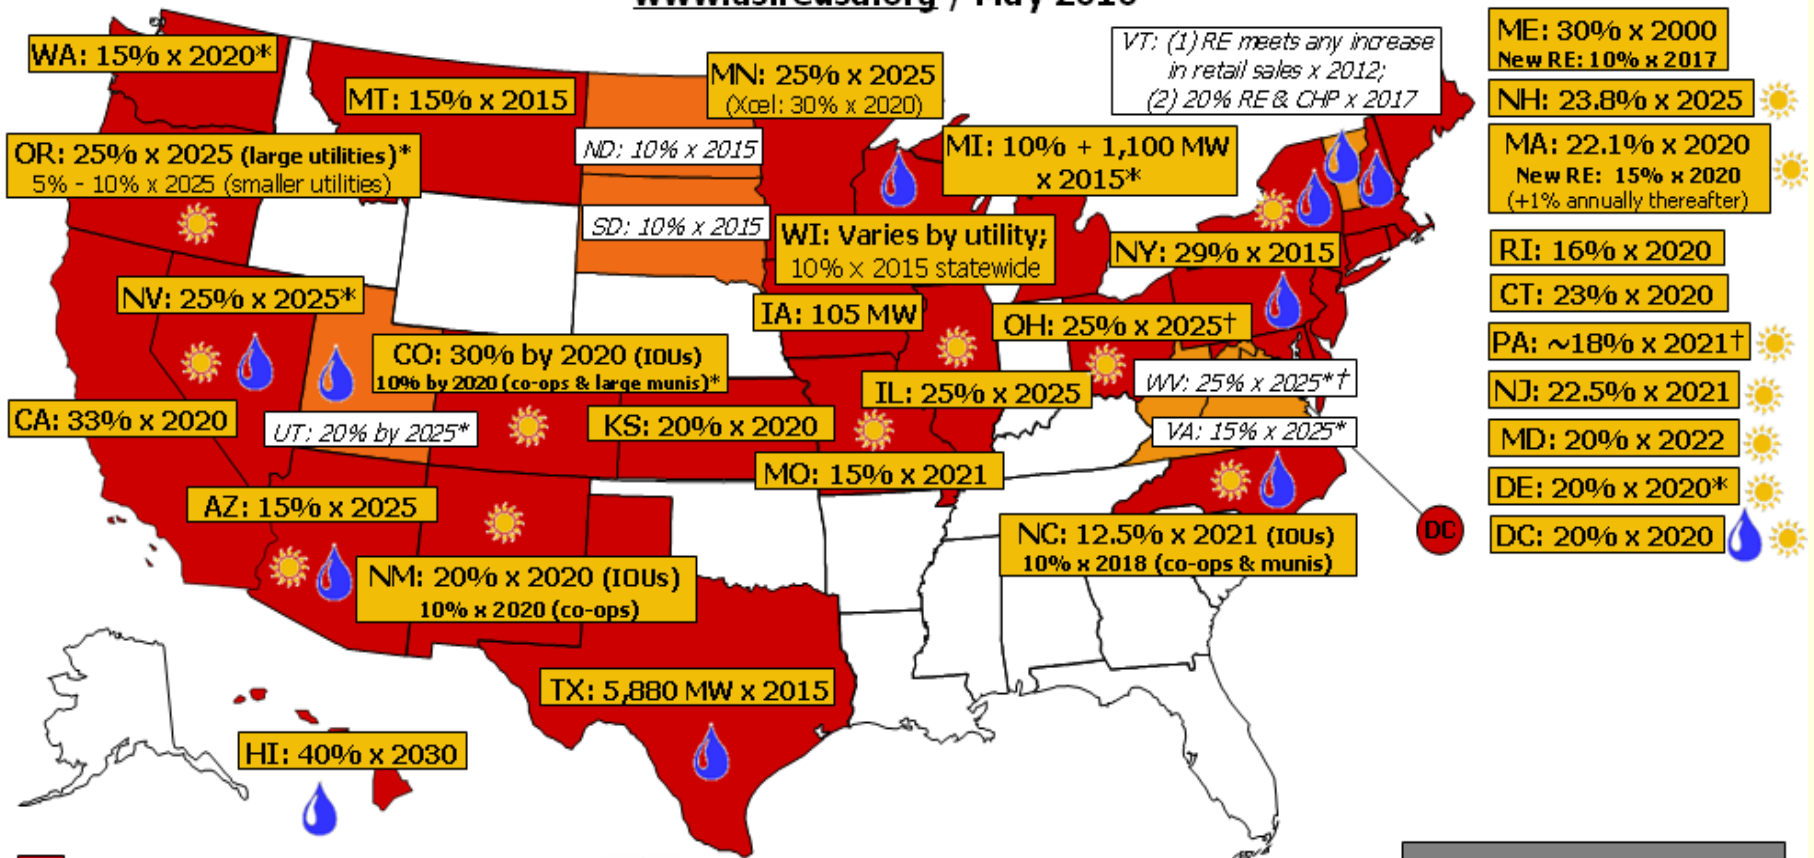 www.dsireusa.org / May 2010
WA: 15% x 2020*
MT: 15% x 2015
MN: 25% x 2025
(Xcel: 30% x 2020)
VT: (1) RE meets any increase
in retail sales x 2012;
(2) 20% RE & CHP x 2017
ME: 30% x 2000
New RE: 10% x 2017
NH: 23.8% x 2025
OR: 25% x 2025 (large utilities)*
5% - 10% x 2025 (smaller utilities)
ND: 10% x 2015
MI: 10% + 1,100 MW
x 2015*
MA: 22.1% x 2020
New RE: 15% x 2020
(+1% annually thereafter)
SD: 10% x 2015
WI: Varies by utility;
10% x 2015 statewide
NY: 29% x 2015
RI: 16% x 2020
NV: 25% x 2025*
IA: 105 MW
OH: 25% x 2025†
CT: 23% x 2020
CO: 30% by 2020 (IOUs)
10% by 2020 (co-ops & large munis)*
PA: ~18% x 2021†
IL: 25% x 2025
WV: 25% x 2025*†
NJ: 22.5% x 2021
CA: 33% x 2020
UT: 20% by 2025*
KS: 20% x 2020
VA: 15% x 2025*
MD: 20% x 2022
MO: 15% x 2021
AZ: 15% x 2025
DE: 20% x 2020*
NC: 12.5% x 2021 (IOUs)
10% x 2018 (co-ops & munis)
DC
DC: 20% x 2020
NM: 20% x 2020 (IOUs)
10% x 2020 (co-ops)
TX: 5,880 MW x 2015
HI: 40% x 2030